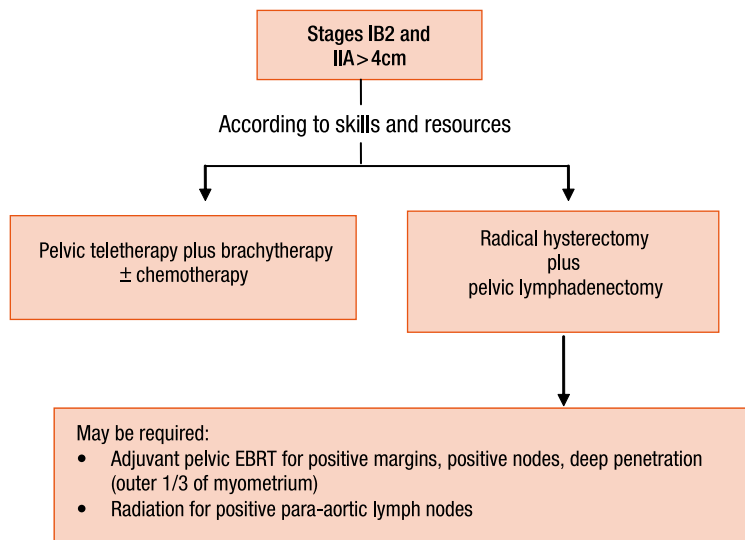 Stages IB2 and
IIA > 4cm
According to skills and resources
Pelvic teletherapy plus brachytherapy
± chemotherapy
Radical hysterectomy
plus
pelvic lymphadenectomy
May be required:
• Adjuvant pelvic EBRT for positive margins, positive nodes, deep penetration
(outer 1/3 of myometrium)
• Radiation for positive para-aortic lymph nodes